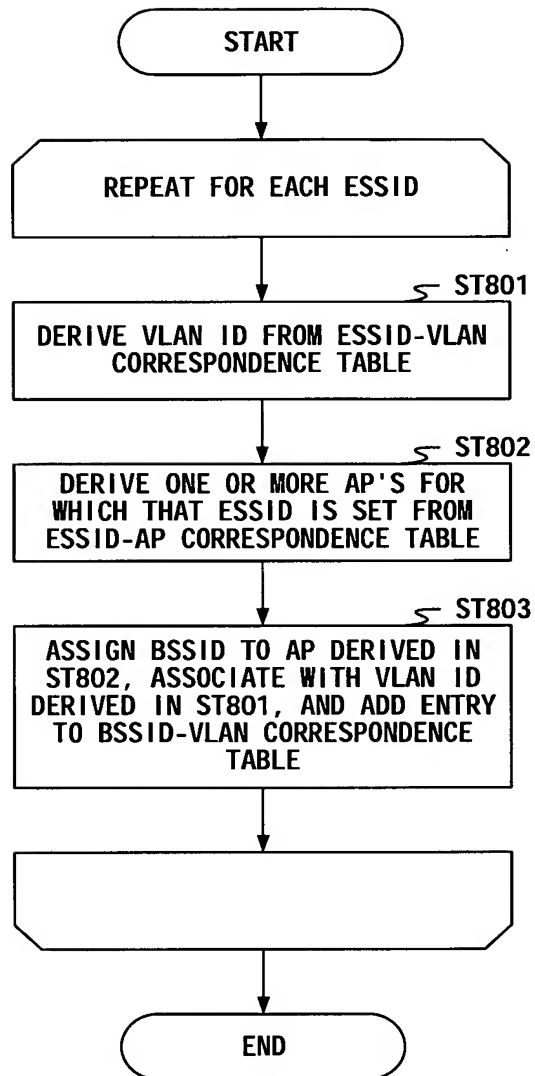 START
REPEAT FOR EACH ESSID
ST801
DERIVE VLAN ID FROM ESSID-VLAN
CORRESPONDENCE TABLE
ST802
DERIVE ONE OR MORE AP'S FOR
WHICH THAT ESSID IS SET FROM
ESSID-AP CORRESPONDENCE TABLE
ST803
ASSIGN BSSID TO AP DERIVED IN
ST802, ASSOCIATE WITH VLAN ID
DERIVED IN ST801, AND ADD ENTRY
TO BSSID-VLAN CORRESPONDENCE
TABLE
END